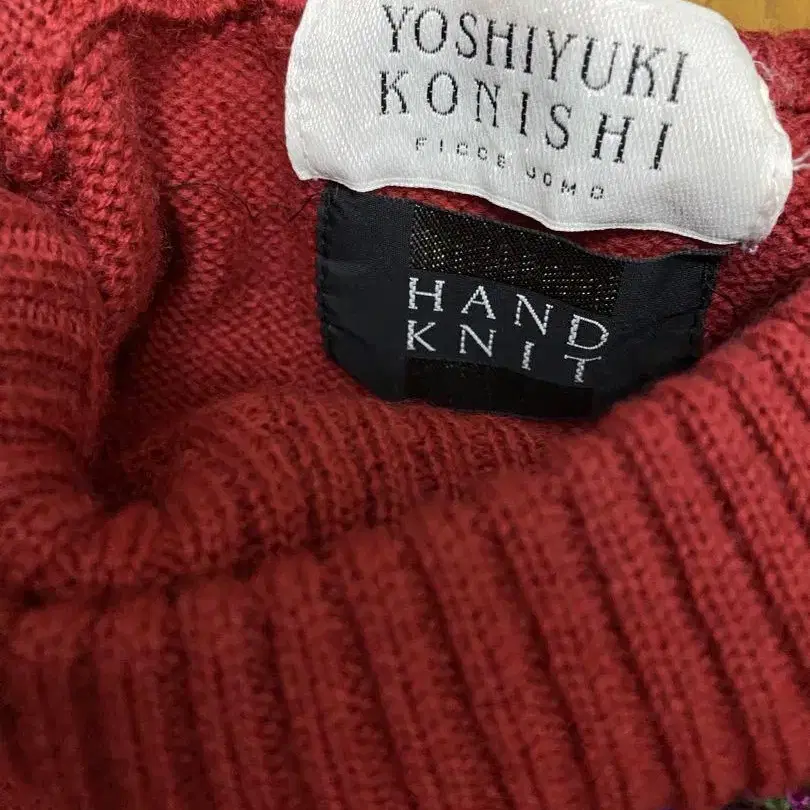 YOSHIYUKI
KONISHI
FICCE UOMO
HAND
KNIT